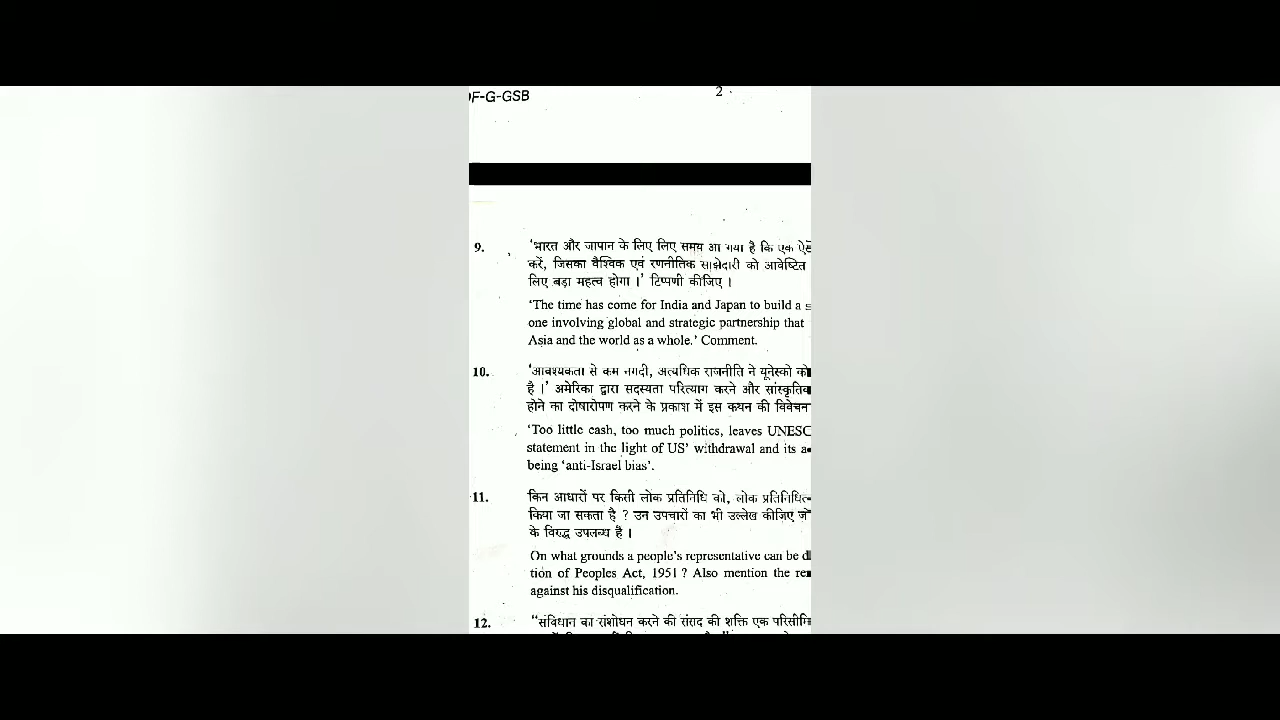 F-G-GSB
2
9.
'भारत और जापान के लिए लिए समय आ गया है कि एक
करें, जिसका वैश्विक एवं रणनीतिक साझेदारी को आवेष्टित
लिए बड़ा महत्व होगा ।' टिप्पणी कीजिए ।
'The time has come for India and Japan to build a
one involving global and strategic partnership that
Asia and the world as a whole.' Comment.
10.
'आवश्यकता से कम नगदी, अत्यधिक राजनीति ने यूनेस्को को
है ।' अमेरिका द्वारा सदस्यता परित्याग करने और
होने का दोषारोपण करने के प्रकाश में इस कथन की
'Too little cash, too much politics, leaves
statement in the light of US' withdrawal and its
being 'anti-Israel bias'.
11.
किन आधारों पर किसी लोक प्रतिनिधि को, लोक
किया जा सकता है ? उन उपचारों का भी उल्लेख कीजिए
के विरुद्ध उपलब्ध है ।
On what grounds a people's representative can be
tion of Peoples Act, 1951 ? Also mention the
against his disqualification.
12.
"संविधान का संशोधन करने की संसद की शक्ति एक